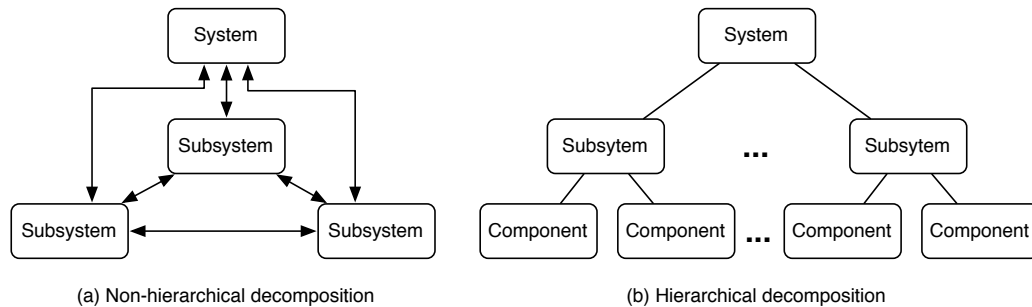 System
Subsystem
Subsystem
Subsystem
(a) Non-hierarchical decomposition
System
Subsytem
...
Subsytem
Component
Component
...
Component
Component
(b) Hierarchical decomposition